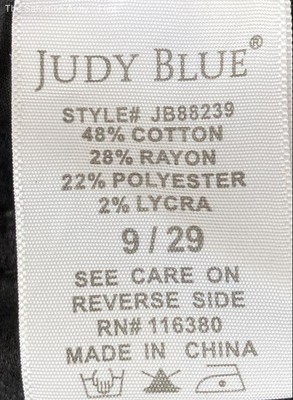 JUDY BLUE®
STYLE# JB88239
48% COTTON
28% RAYON
22% POLYESTER
2% LYCRA
9 / 29
SEE CARE ON
REVERSE SIDE
RN# 116380
MADE IN CHINA